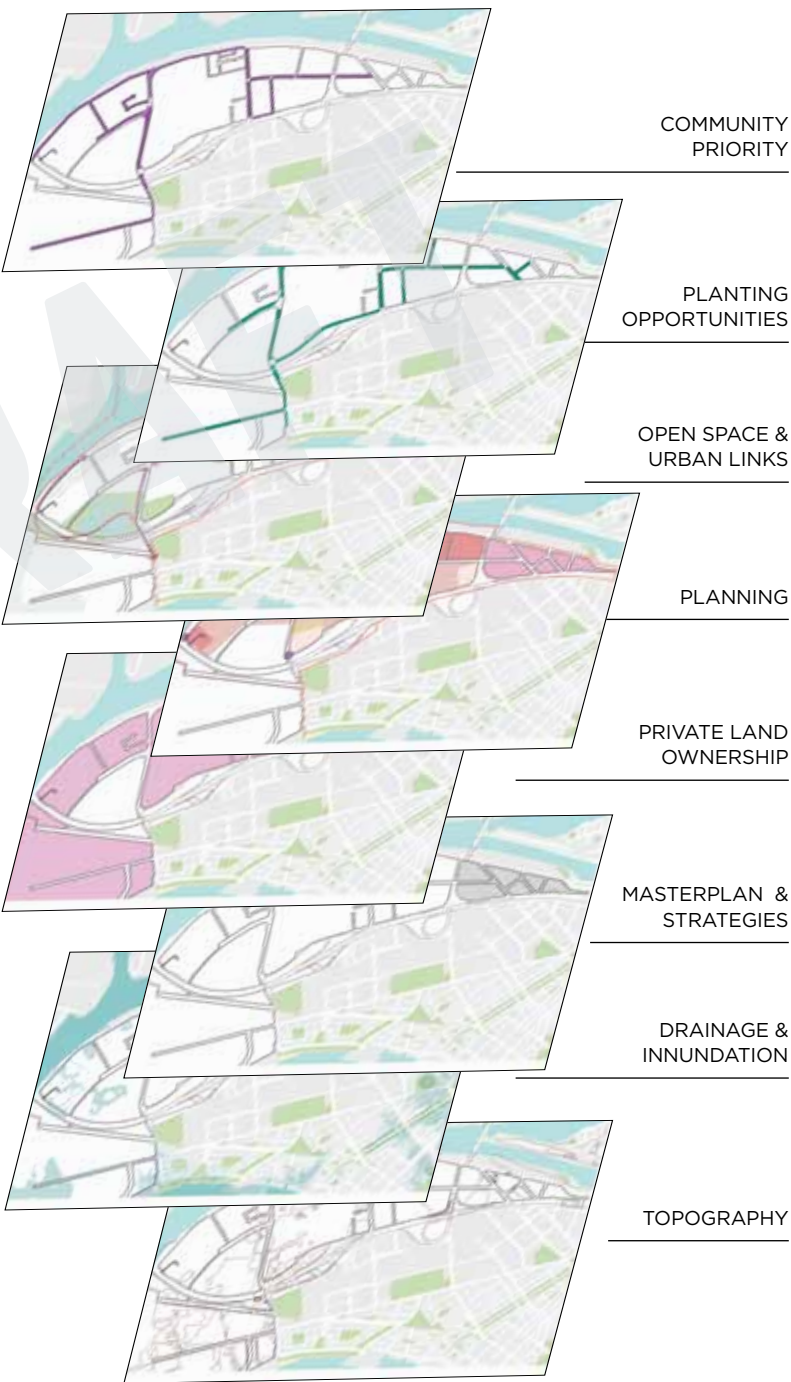 COMMUNITY
PRIORITY
PLANTING
OPPORTUNITIES
OPEN SPACE &
URBAN LINKS
PLANNING
PRIVATE LAND
OWNERSHIP
MASTERPLAN &
STRATEGIES
DRAINAGE &
INNUNDATION
TOPOGRAPHY